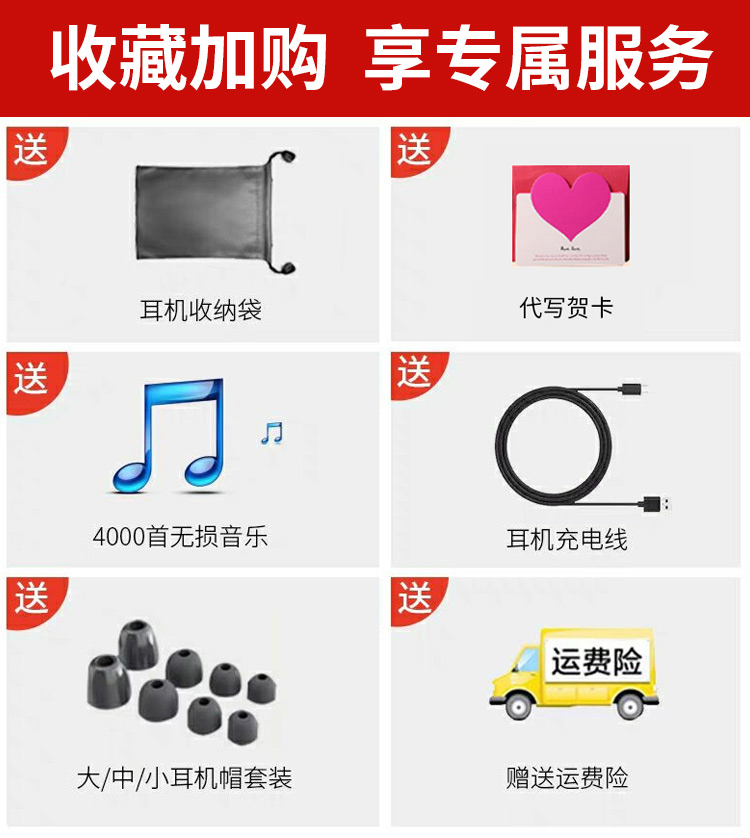 收藏加购 享专属服务
送
送
耳机收纳袋
代写贺卡
送
送
4000首无损音乐
耳机充电线
送
送
运费险
大/中/小耳机帽套装
赠送运费险